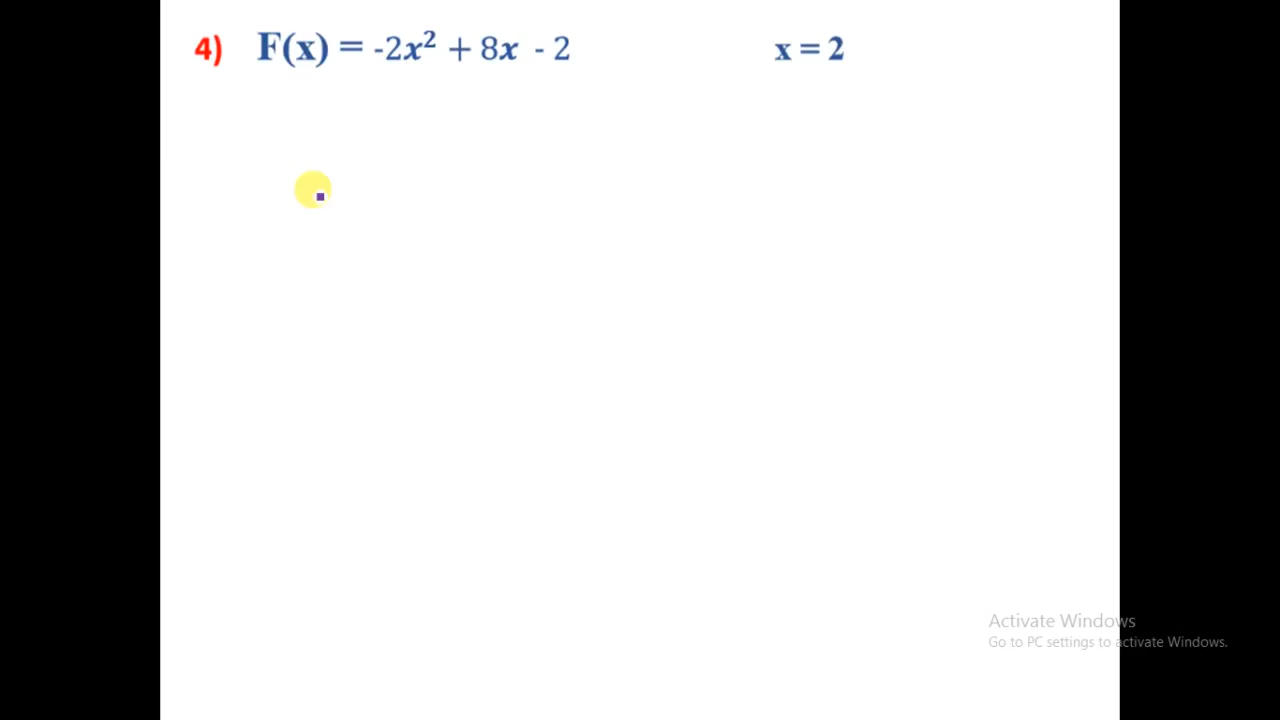 4) F(x) = -2x² + 8x - 2 x = 2
Activate Windows
Go to PC settings to activate Windows.